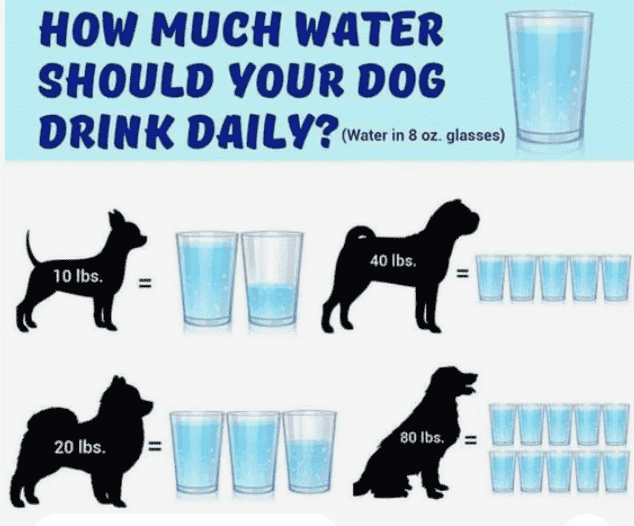 HOW MUCH WATER
SHOULD YOUR DOG
DRINK DAILY? (Water in 8 oz. glasses)
10 lbs. =
40 lbs. =
20 lbs. =
80 lbs. =